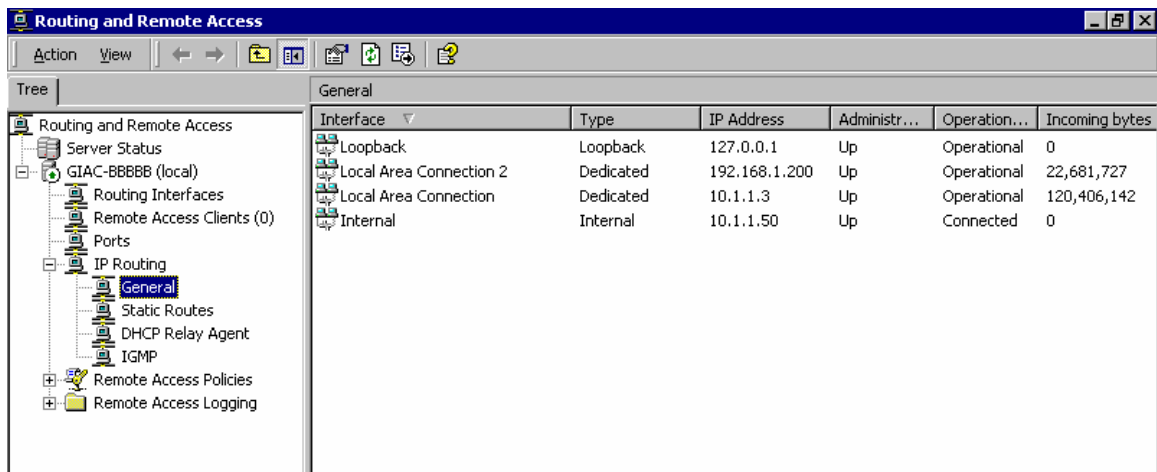 Routing and Remote Access
Action View
Tree
General
Routing and Remote Access
Server Status
GIAC-BBBBB (local)
Routing Interfaces
Remote Access Clients (0)
Ports
IP Routing
General
Static Routes
DHCP Relay Agent
IGMP
Remote Access Policies
Remote Access Logging
Interface Type IP Address Administr... Operation... Incoming bytes
Loopback Loopback 127.0.0.1 Up Operational 0
Local Area Connection 2 Dedicated 192.168.1.200 Up Operational 22,681,727
Local Area Connection Dedicated 10.1.1.3 Up Operational 120,406,142
Internal Internal 10.1.1.50 Up Connected 0